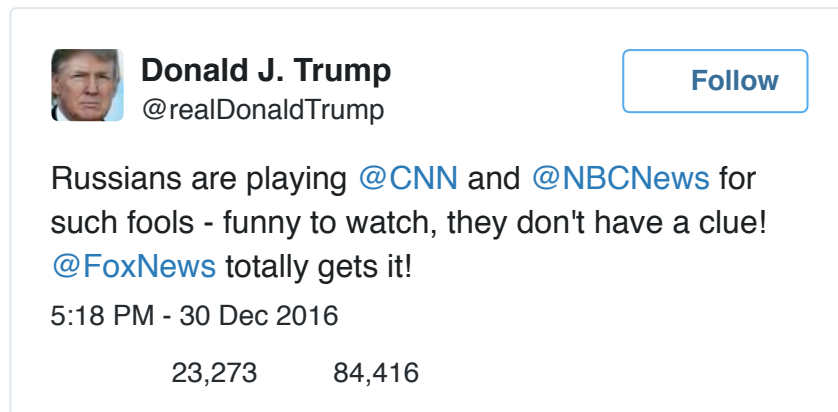 Donald J. Trump
@realDonaldTrump
Follow
Russians are playing @CNN and @NBCNews for
such fools - funny to watch, they don't have a clue!
@FoxNews totally gets it!
5:18 PM - 30 Dec 2016
23,273 84,416